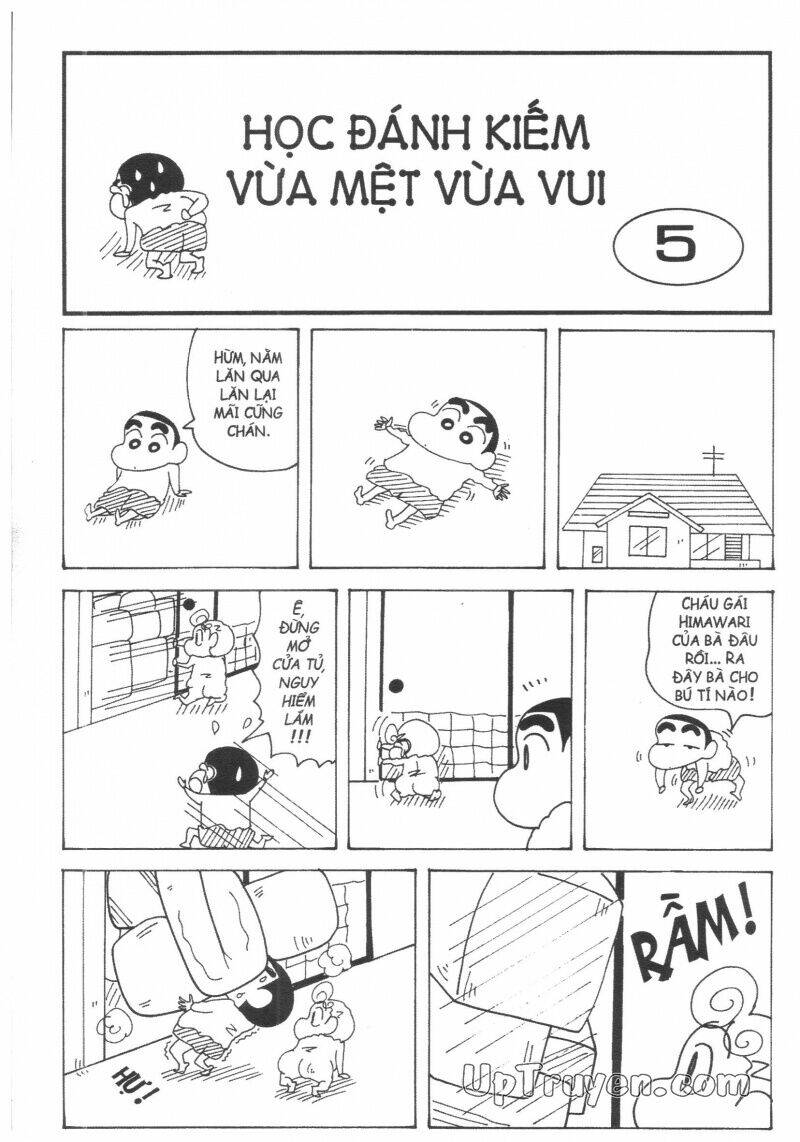 HỌC ĐÁNH KIẾM
VỪA MỆT VỪA VUI
5
HỪM, NẰM
LĂN QUA
LĂN LẠI
MÃI CŨNG
CHÁN.
Ê,
ĐỪNG
MỞ
CỬA TỦ,
NGUY
HIỂM
LẮM
!!!
CHÁU GÁI
HIMAWARI
CỦA BÀ ĐÂU
RỒI... RA
ĐÂY BÀ CHO
BÚ TÍ NÀO!
HỰ!
RẦM!
UpTruyen.com